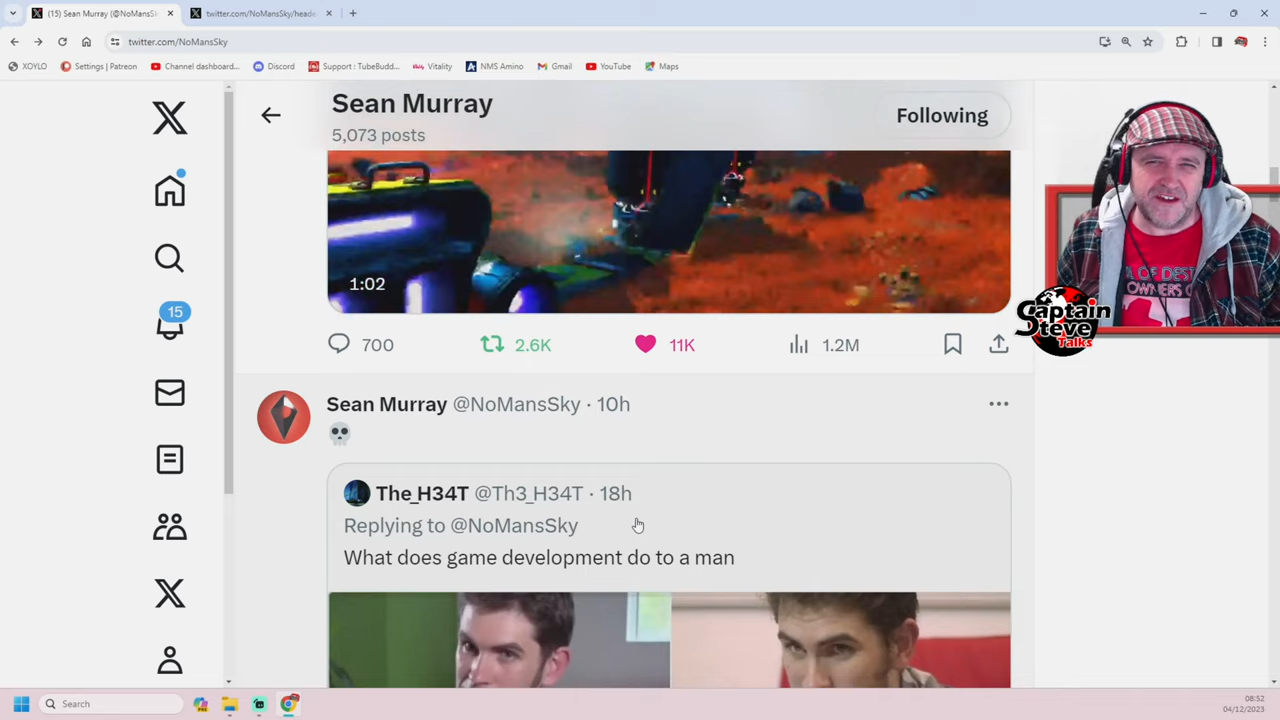 (15) Sean Murray (@NoMansSk
twitter.com/NoMansSky/heade
twitter.com/NoMansSky
XOYLO
Settings | Patreon
Channel dashboard...
Discord
Support : TubeBudd...
Vitality
NMS Amino
Gmail
YouTube
Maps
Sean Murray
5,073 posts
Following
1:02
700 2.6K 11K 1.2M
15
Sean Murray @NoMansSky · 10h
💀
The_H34T @Th3_H34T · 18h
Replying to @NoMansSky
What does game development do to a man
Captain
Steve
Talks
Search
08:52
04/12/2023